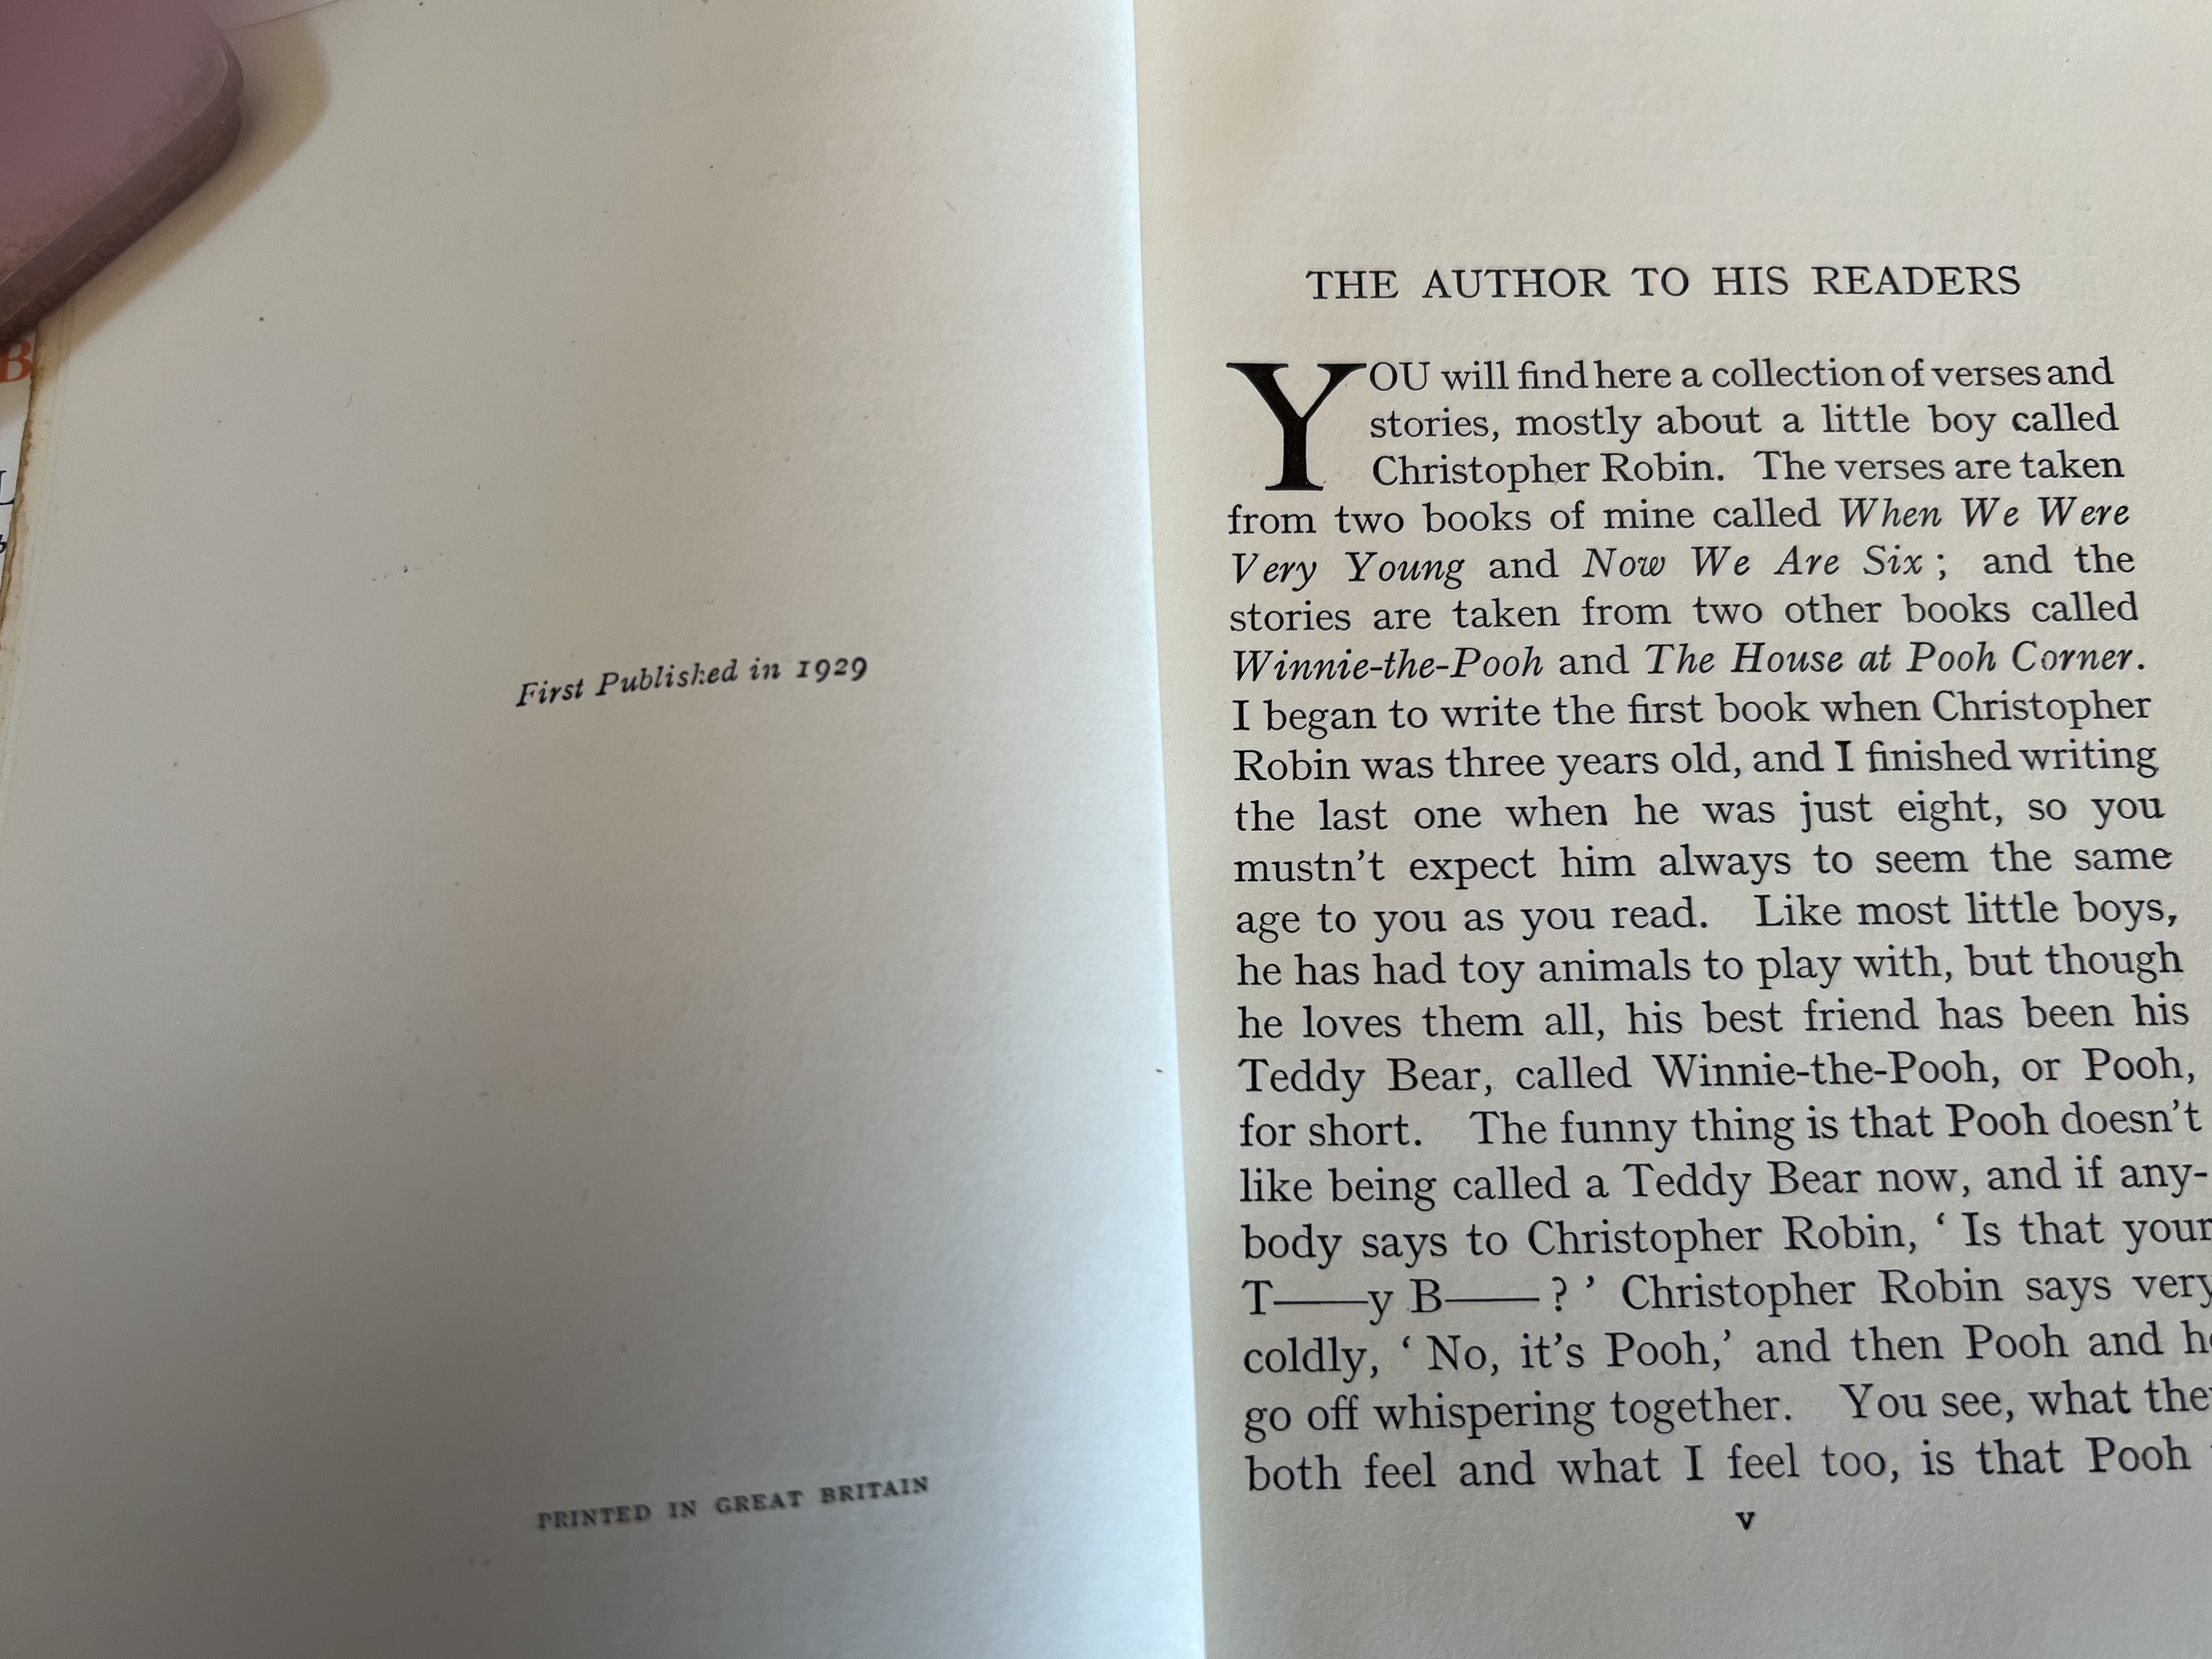 B
L
First Published in 1929
PRINTED IN GREAT BRITAIN
THE AUTHOR TO HIS READERS
YOU will find here a collection of verses and
stories, mostly about a little boy called
Christopher Robin. The verses are taken
from two books of mine called When We Were
Very Young and Now We Are Six ; and the
stories are taken from two other books called
Winnie-the-Pooh and The House at Pooh Corner.
I began to write the first book when Christopher
Robin was three years old, and I finished writing
the last one when he was just eight, so you
mustn't expect him always to seem the same
age to you as you read. Like most little boys,
he has had toy animals to play with, but though
he loves them all, his best friend has been his
Teddy Bear, called Winnie-the-Pooh, or Pooh,
for short. The funny thing is that Pooh doesn't
like being called a Teddy Bear now, and if any-
body says to Christopher Robin, ‘ Is that your
T——y B—— ? ’ Christopher Robin says very
coldly, ‘ No, it's Pooh,’ and then Pooh and
go off whispering together. You see, what
both feel and what I feel too, is that Pooh
v